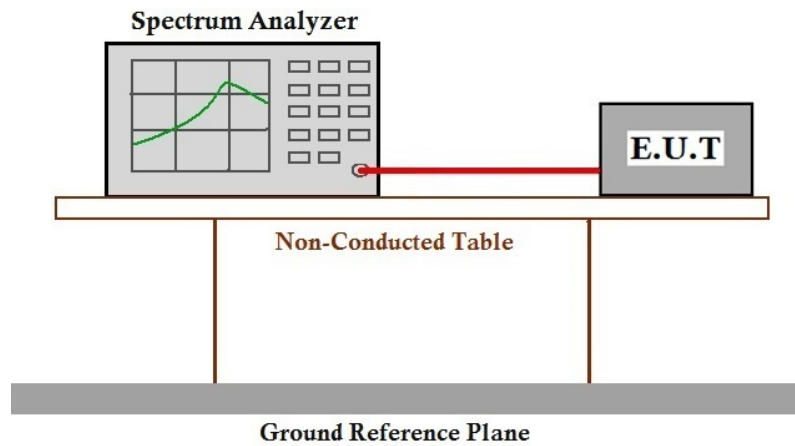 Spectrum Analyzer
E.U.T
Non-Conducted Table
Ground Reference Plane